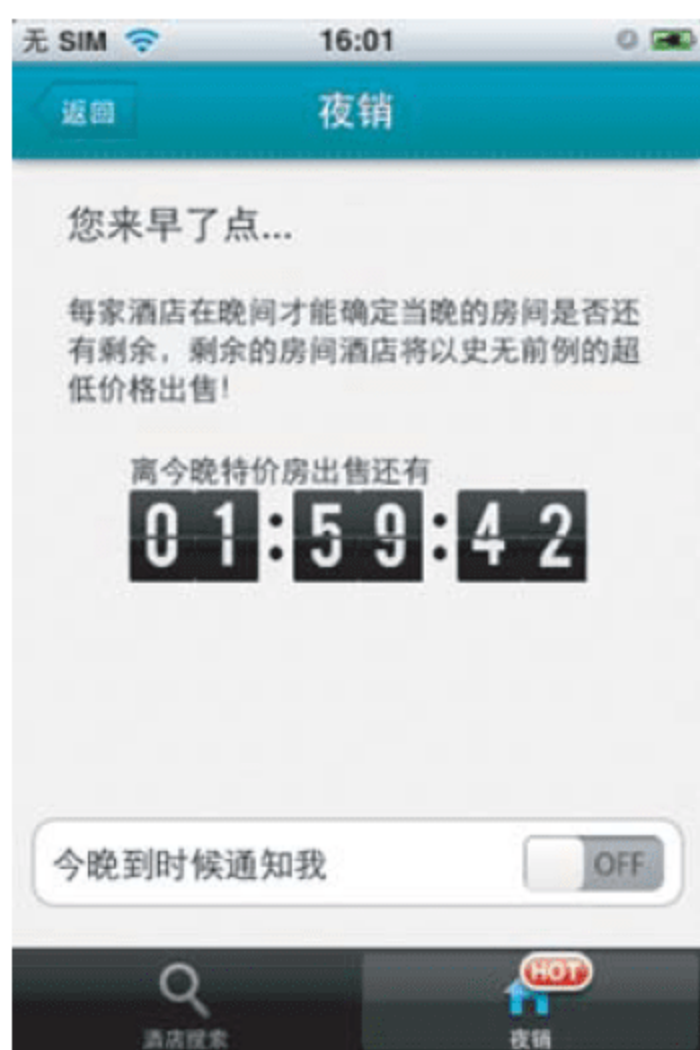 无 SIM 16:01
返回 夜销
您来早了点...
每家酒店在晚间才能确定当晚的房间是否还
有剩余，剩余的房间酒店将以史无前例的超
低价格出售！
离今晚特价房出售还有
01:59:42
今晚到时候通知我 OFF
HOT
酒店搜索 夜销